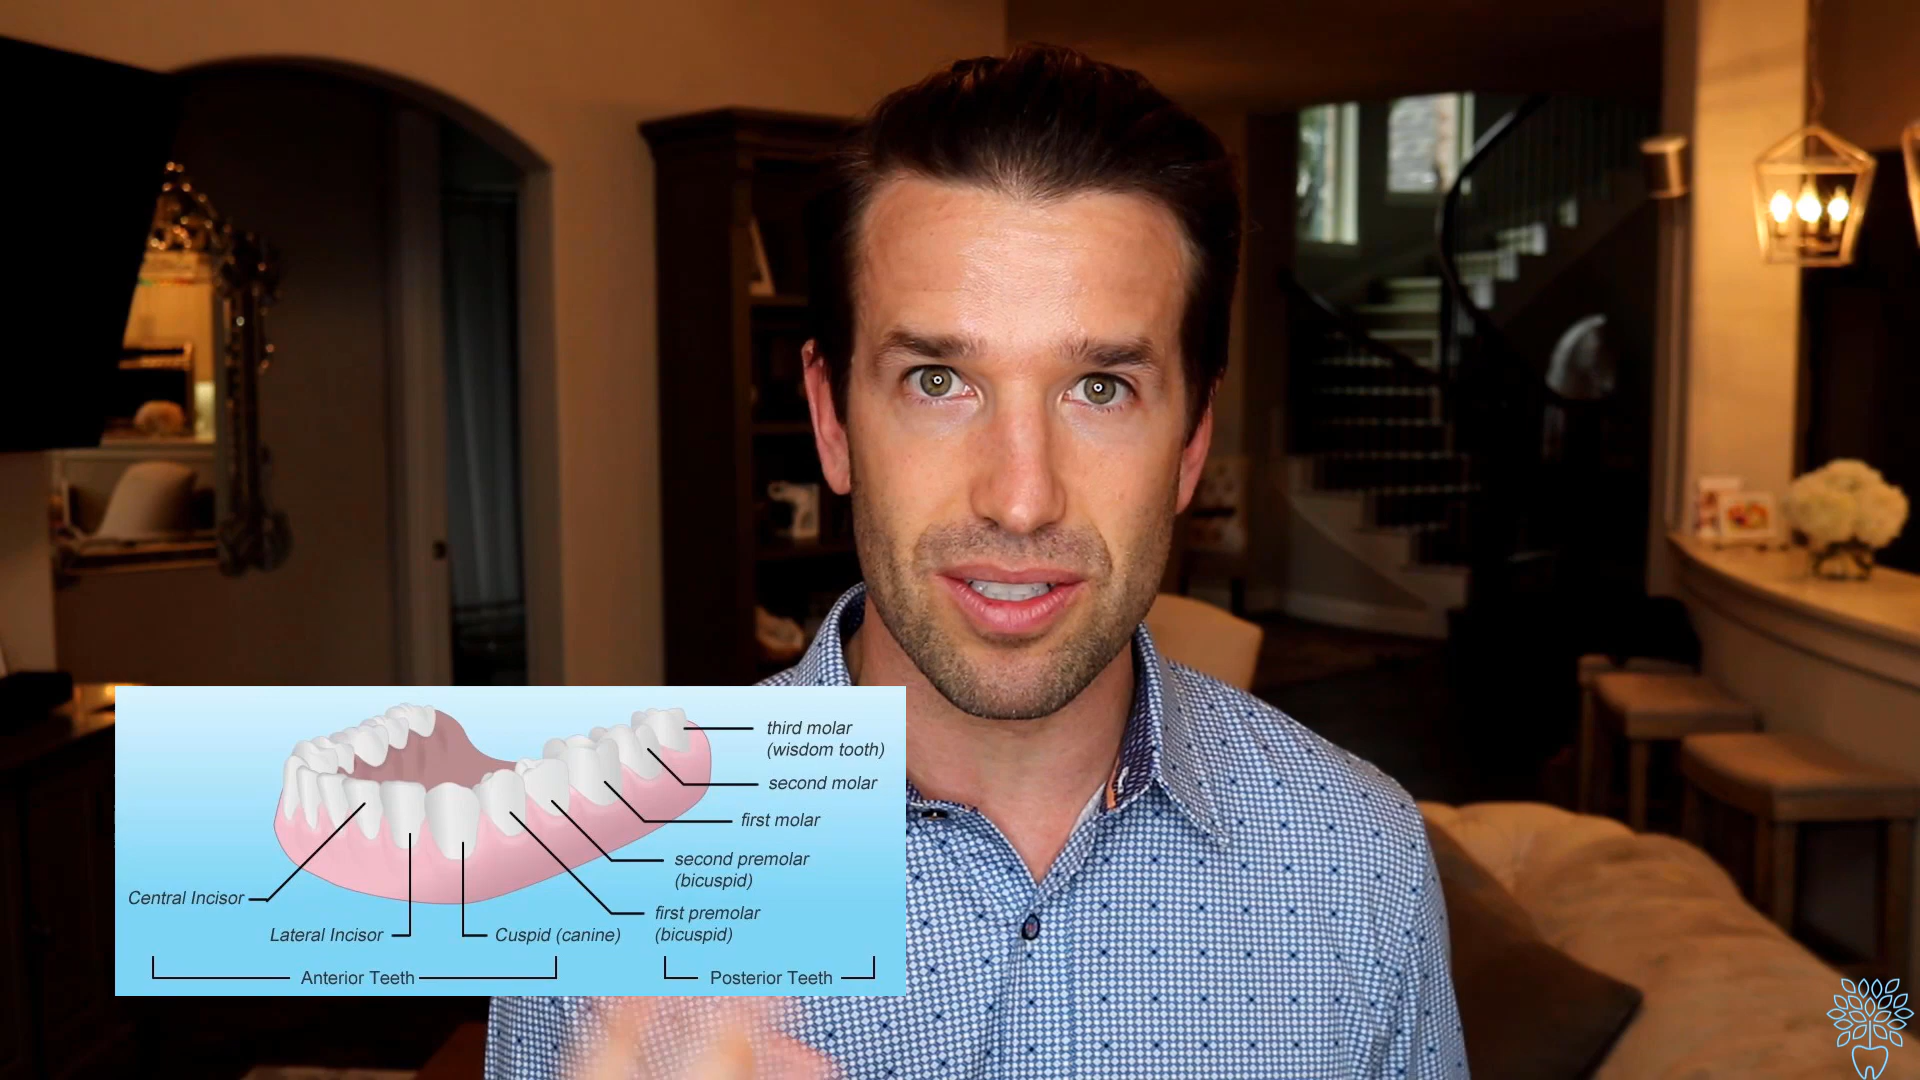 third molar
(wisdom tooth)
second molar
first molar
second premolar
(bicuspid)
Central Incisor
first premolar
(bicuspid)
Lateral Incisor
Cuspid (canine)
Anterior Teeth
Posterior Teeth